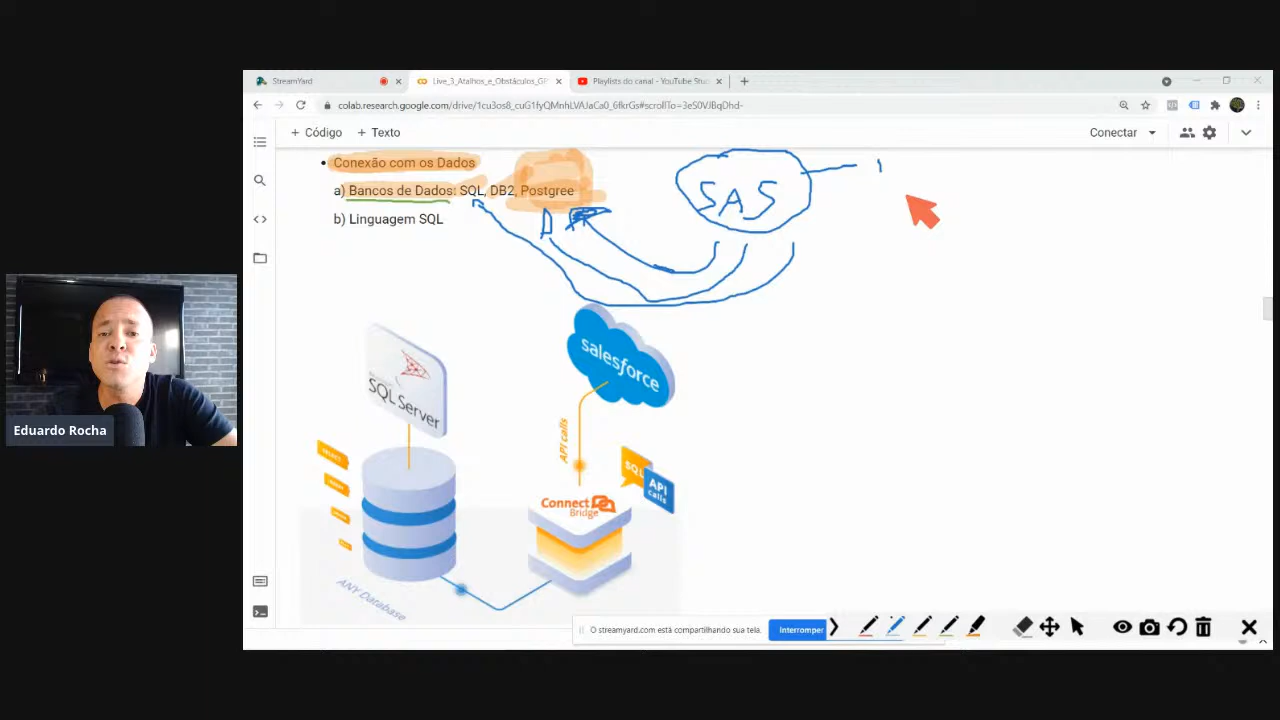 StreamYard
Live_3_Atalhos_e_Obstáculos_GF
Playlists do canal - YouTube Stu
colab.research.google.com/drive/1cu3os8_cuG1fyQMnhLVAJaCa0_6fkrGs#scrollTo=3eS0VJBqDhd-
+ Código + Texto
Conectar
Conexão com os Dados
a) Bancos de Dados: SQL, DB2, Postgree
b) Linguagem SQL
SAS
salesforce
SQL Server
API calls
SELECT
SQL
API calls
Connect Bridge
ANY Database
Eduardo Rocha
O streamyard.com está compartilhando sua tela.
Interromper